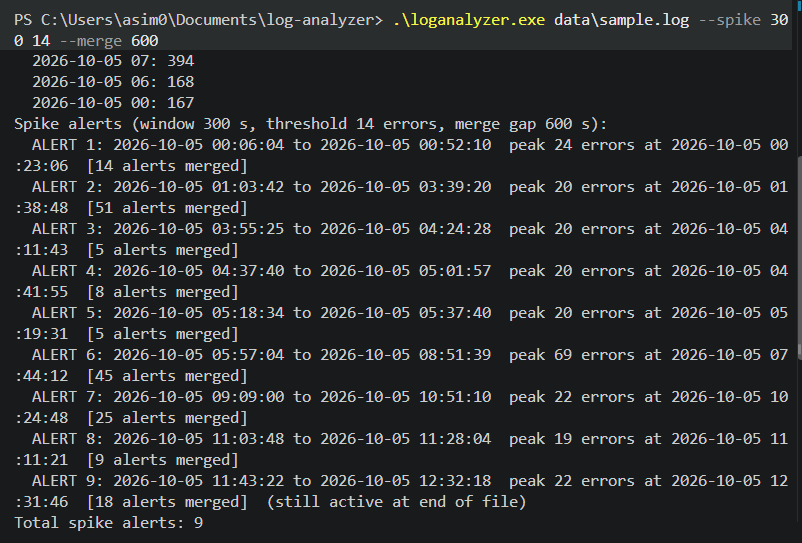 PS C:\Users\asim0\Documents\log-analyzer> .\loganalyzer.exe data\sample.log --spike 30
0 14 --merge 600
  2026-10-05 07: 394
  2026-10-05 06: 168
  2026-10-05 00: 167
Spike alerts (window 300 s, threshold 14 errors, merge gap 600 s):
  ALERT 1: 2026-10-05 00:06:04 to 2026-10-05 00:52:10  peak 24 errors at 2026-10-05 00
:23:06  [14 alerts merged]
  ALERT 2: 2026-10-05 01:03:42 to 2026-10-05 03:39:20  peak 20 errors at 2026-10-05 01
:38:48  [51 alerts merged]
  ALERT 3: 2026-10-05 03:55:25 to 2026-10-05 04:24:28  peak 20 errors at 2026-10-05 04
:11:43  [5 alerts merged]
  ALERT 4: 2026-10-05 04:37:40 to 2026-10-05 05:01:57  peak 20 errors at 2026-10-05 04
:41:55  [8 alerts merged]
  ALERT 5: 2026-10-05 05:18:34 to 2026-10-05 05:37:40  peak 20 errors at 2026-10-05 05
:19:31  [5 alerts merged]
  ALERT 6: 2026-10-05 05:57:04 to 2026-10-05 08:51:39  peak 69 errors at 2026-10-05 07
:44:12  [45 alerts merged]
  ALERT 7: 2026-10-05 09:09:00 to 2026-10-05 10:51:10  peak 22 errors at 2026-10-05 10
:24:48  [25 alerts merged]
  ALERT 8: 2026-10-05 11:03:48 to 2026-10-05 11:28:04  peak 19 errors at 2026-10-05 11
:11:21  [9 alerts merged]
  ALERT 9: 2026-10-05 11:43:22 to 2026-10-05 12:32:18  peak 22 errors at 2026-10-05 12
:31:46  [18 alerts merged]  (still active at end of file)
Total spike alerts: 9